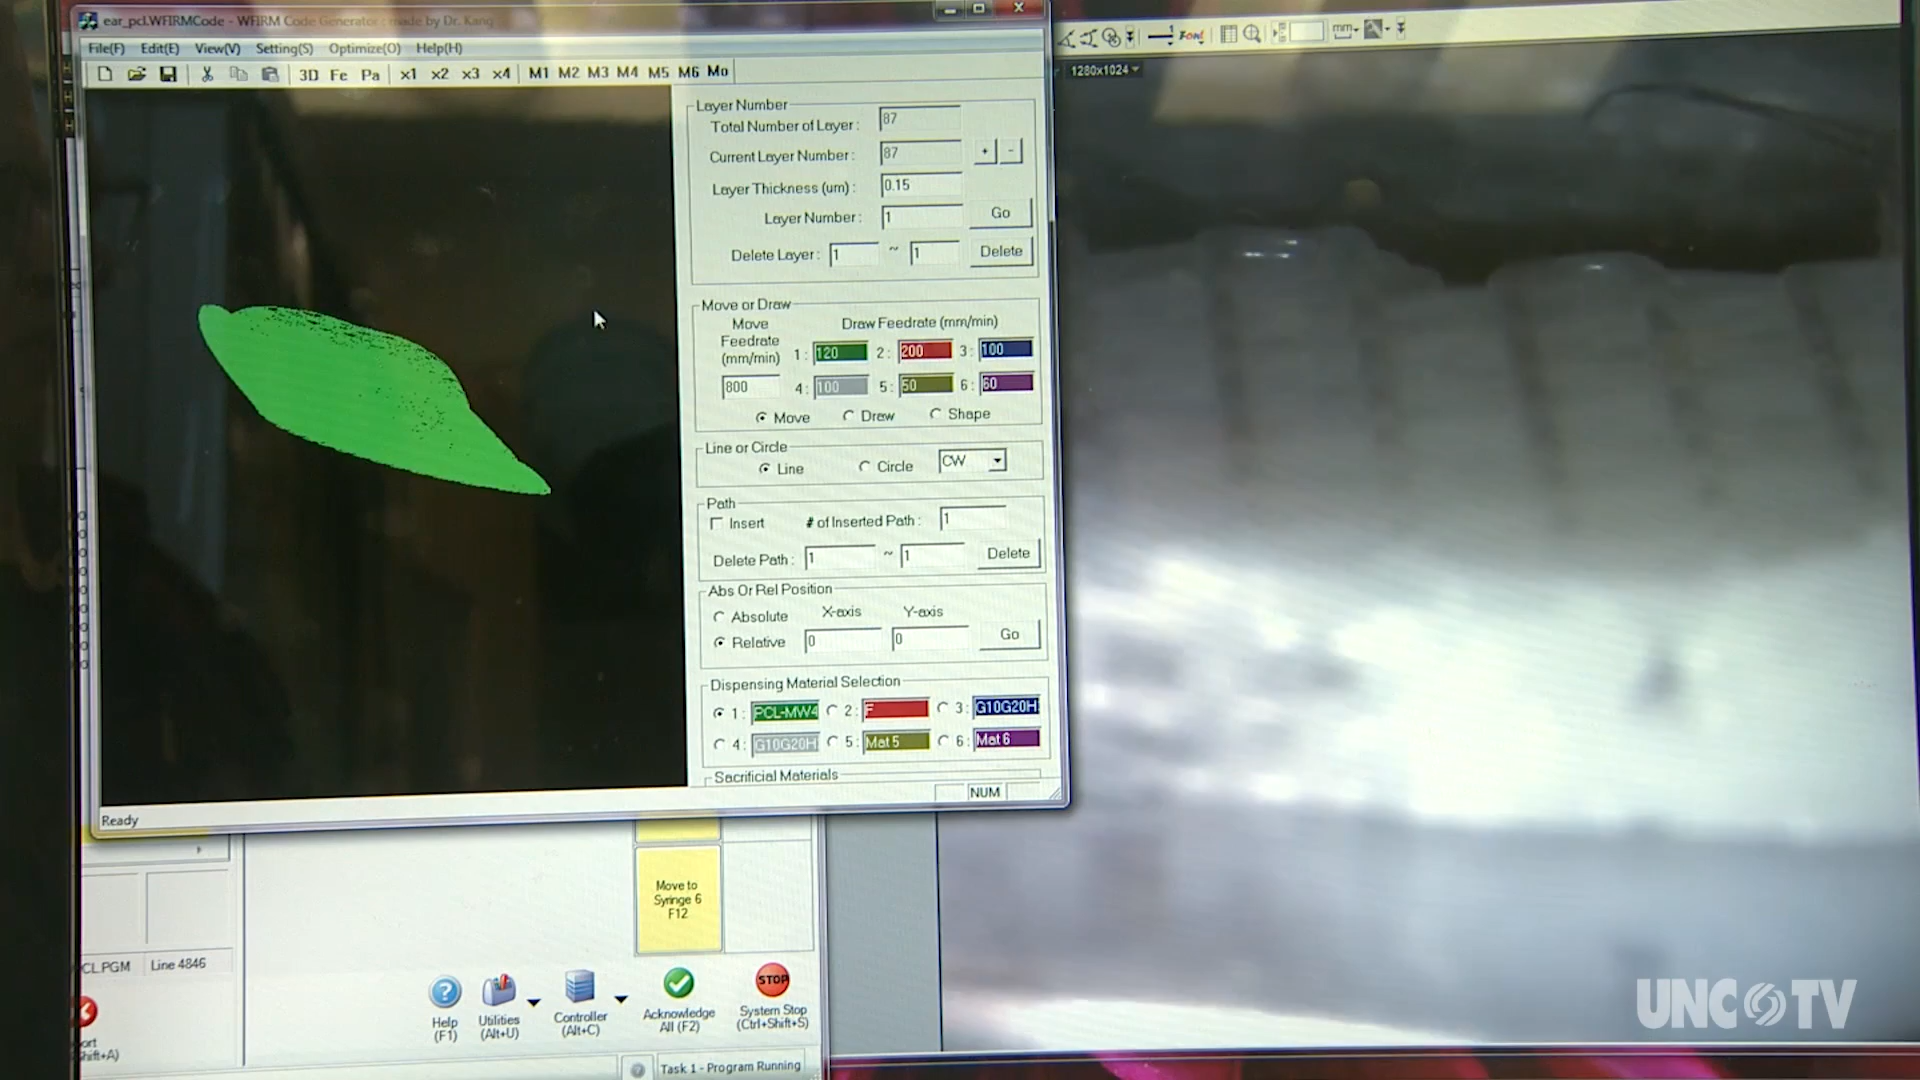 ear_pcl.WFIRMCode - WFIRM Code Generator : made by Dr. Kang
File(F) Edit(E) View(V) Setting(S) Optimize(O) Help(H)
3D Fe Pa x1 x2 x3 x4 M1 M2 M3 M4 M5 M6 Mo
Layer Number
Total Number of Layer : 87
Current Layer Number : 87 + -
Layer Thickness (um) : 0.15
Layer Number : 1 Go
Delete Layer : 1 ~ 1 Delete
Move or Draw
Move Feedrate (mm/min)
800
Draw Feedrate (mm/min)
1 : 120 2 : 200 3 : 100
4 : 100 5 : 50 6 : 60
Move Draw Shape
Line or Circle
Line Circle CW
Path
Insert # of Inserted Path : 1
Delete Path : 1 ~ 1 Delete
Abs Or Rel Position
Absolute X-axis Y-axis
Relative 0 0 Go
Dispensing Material Selection
1 : PCL-MW4 2 : F 3 : G10G20H
4 : G10G20H 5 : Mat 5 6 : Mat 6
Sacrificial Materials
NUM
Ready
Font
mm
1280x1024
Move to
Syringe 6
F12
CL.PGM Line 4846
ort
Shift+A)
Help
(F1)
Utilities
(Alt+U)
Controller
(Alt+C)
Acknowledge
All (F2)
System Stop
(Ctrl+Shift+S)
STOP
Task 1 - Program Running
UNC TV